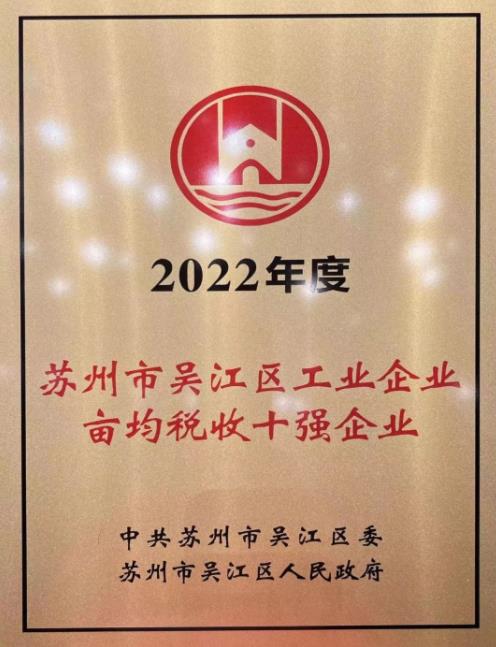 2022年度
苏州市吴江区工业企业
亩均税收十强企业
中共苏州市吴江区委
苏州市吴江区人民政府